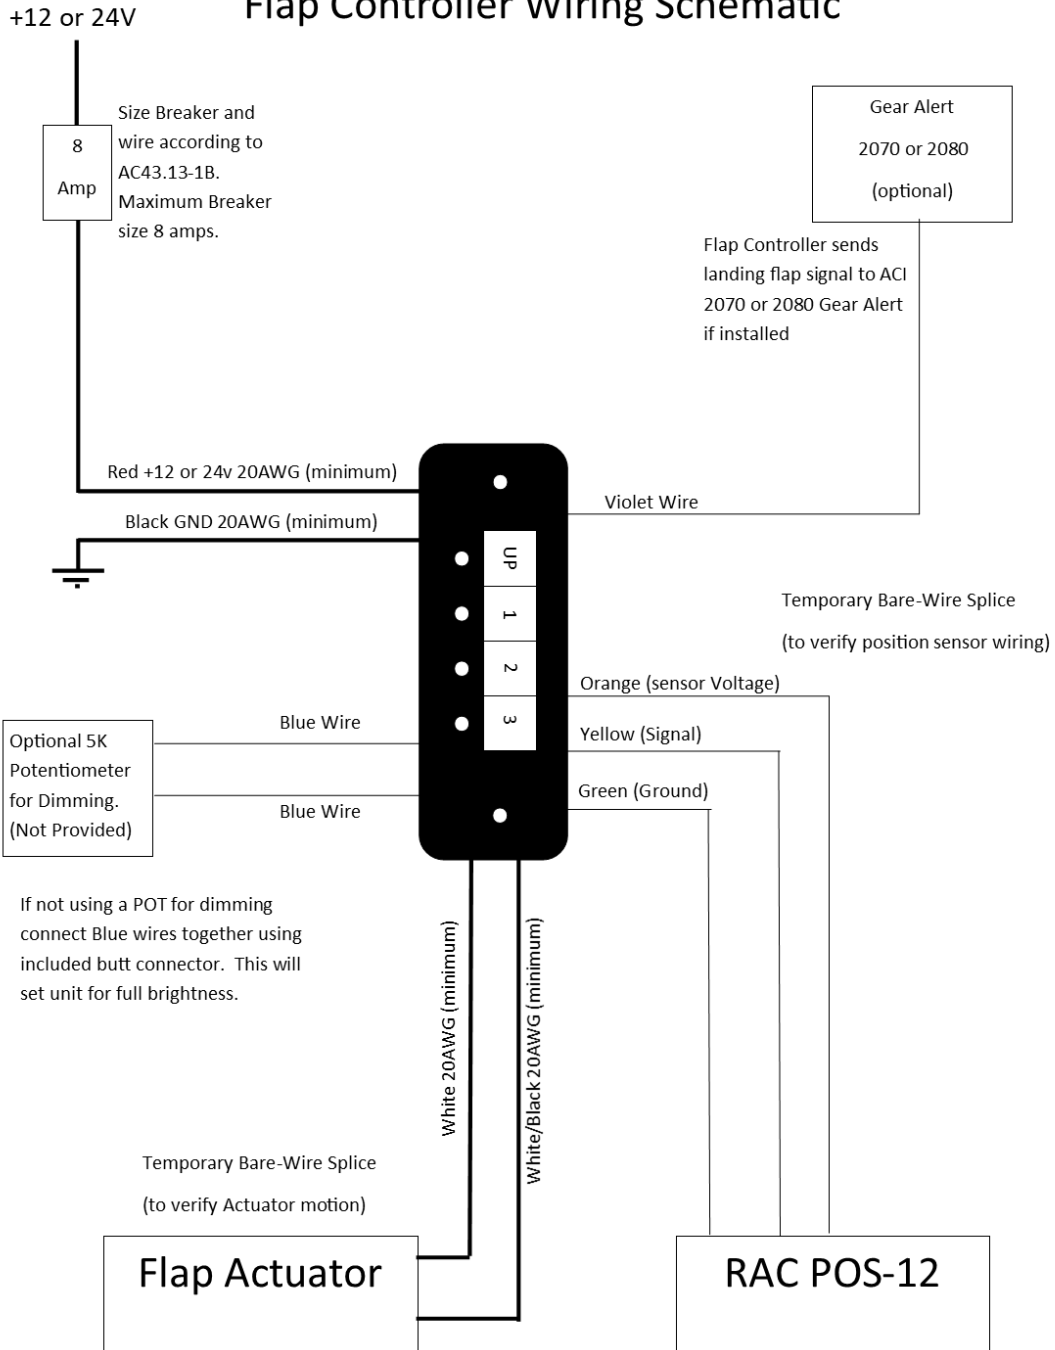 Flap Controller Wiring Schematic
+12 or 24V
8
Amp
Size Breaker and
wire according to
AC43.13-1B.
Maximum Breaker
size 8 amps.
Gear Alert
2070 or 2080
(optional)
Flap Controller sends
landing flap signal to ACI
2070 or 2080 Gear Alert
if installed
Red +12 or 24v 20AWG (minimum)
Black GND 20AWG (minimum)
Violet Wire
UP
1
2
3
Temporary Bare-Wire Splice
(to verify position sensor wiring)
Orange (sensor Voltage)
Yellow (Signal)
Green (Ground)
Blue Wire
Blue Wire
Optional 5K
Potentiometer
for Dimming.
(Not Provided)
If not using a POT for dimming
connect Blue wires together using
included butt connector.  This will
set unit for full brightness.
White 20AWG (minimum)
White/Black 20AWG (minimum)
Temporary Bare-Wire Splice
(to verify Actuator motion)
Flap Actuator
RAC POS-12